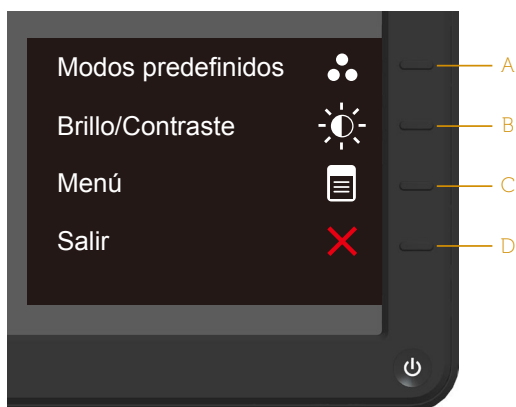 Modos predefinidos
A
Brillo/Contraste
B
Menú
C
Salir
D